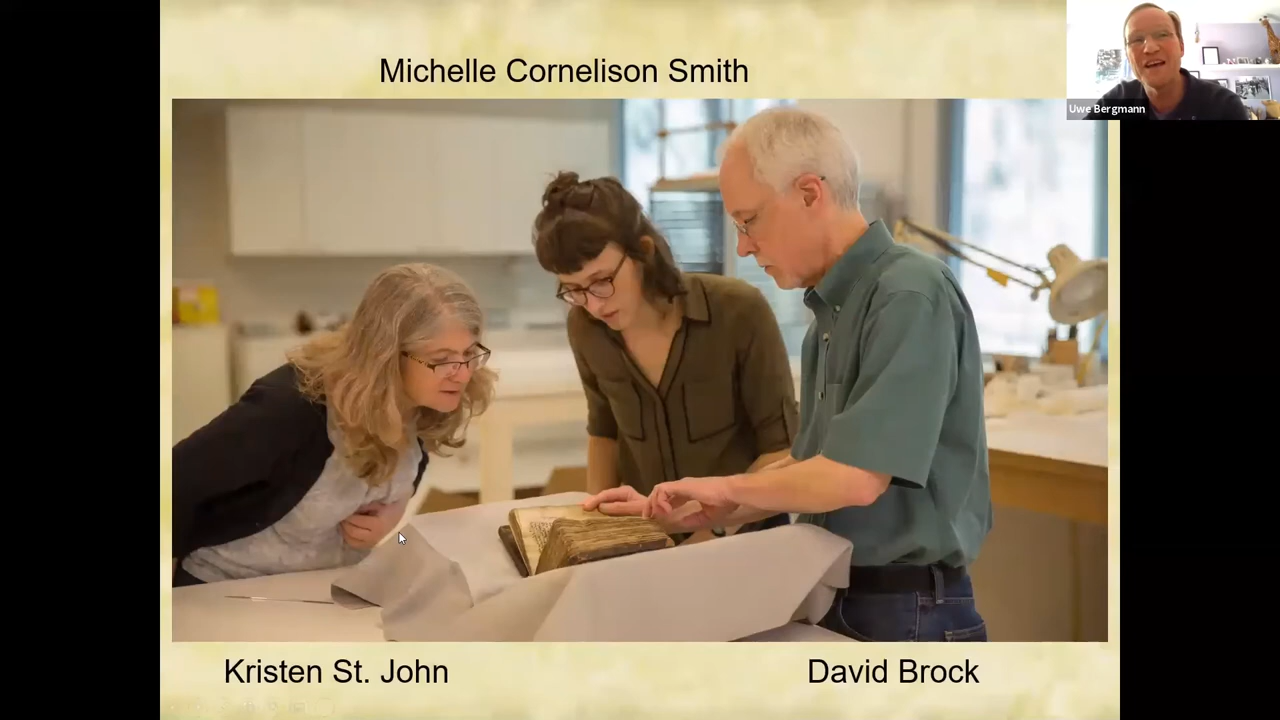 Michelle Cornelison Smith
Uwe Bergmann
Kristen St. John
David Brock